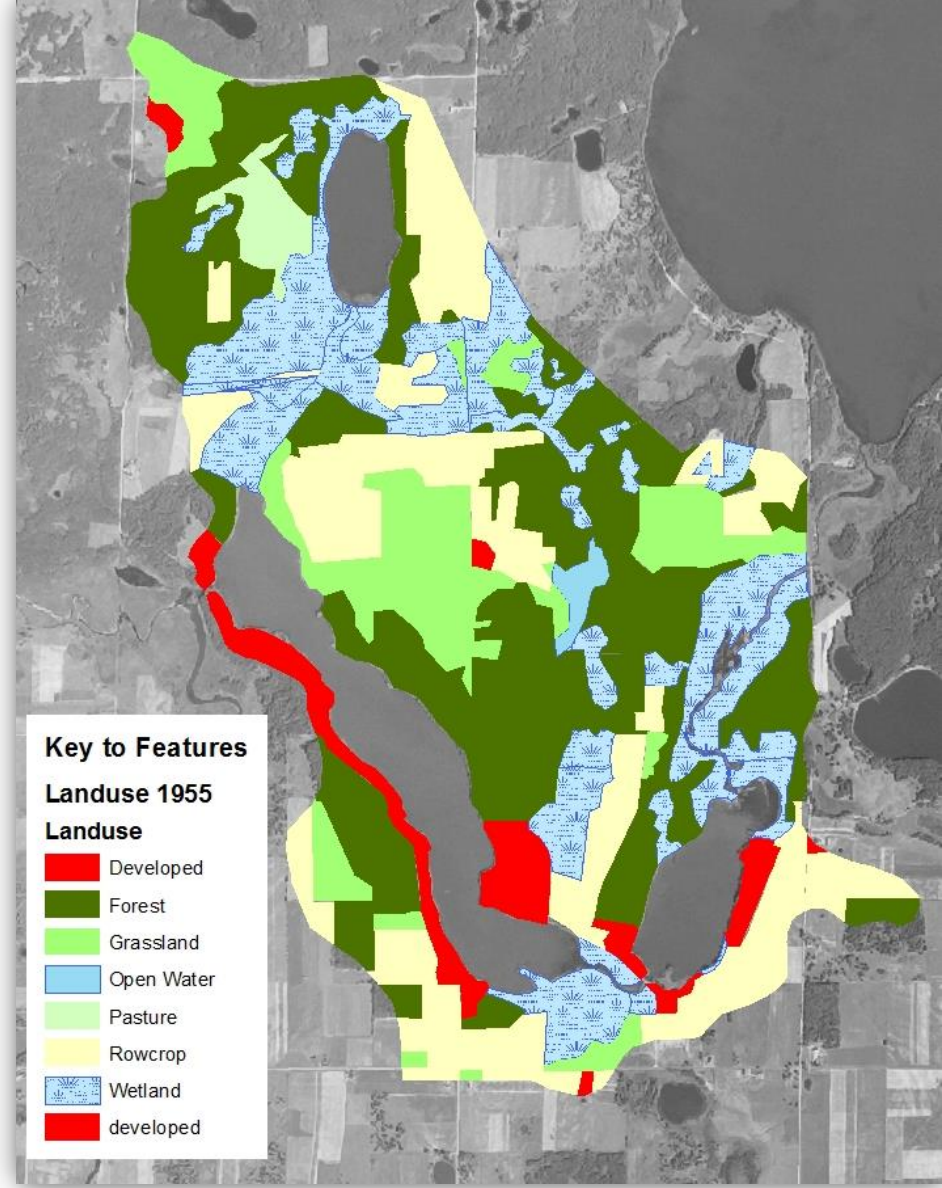 Key to Features
Landuse 1955
Landuse
Developed
Forest
Grassland
Open Water
Pasture
Rowcrop
Wetland
developed